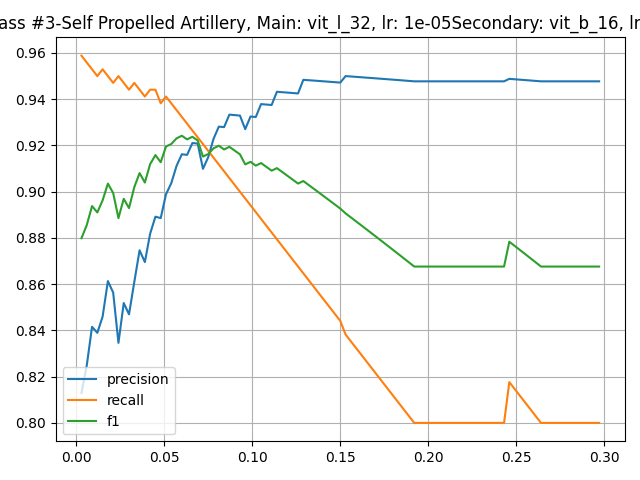 ass #3-Self Propelled Artillery, Main: vit_l_32, lr: 1e-05Secondary: vit_b_16, lr
0.96
0.94
0.92
0.90
0.88
0.86
0.84
0.82
0.80
precision
recall
f1
0.00 0.05 0.10 0.15 0.20 0.25 0.30